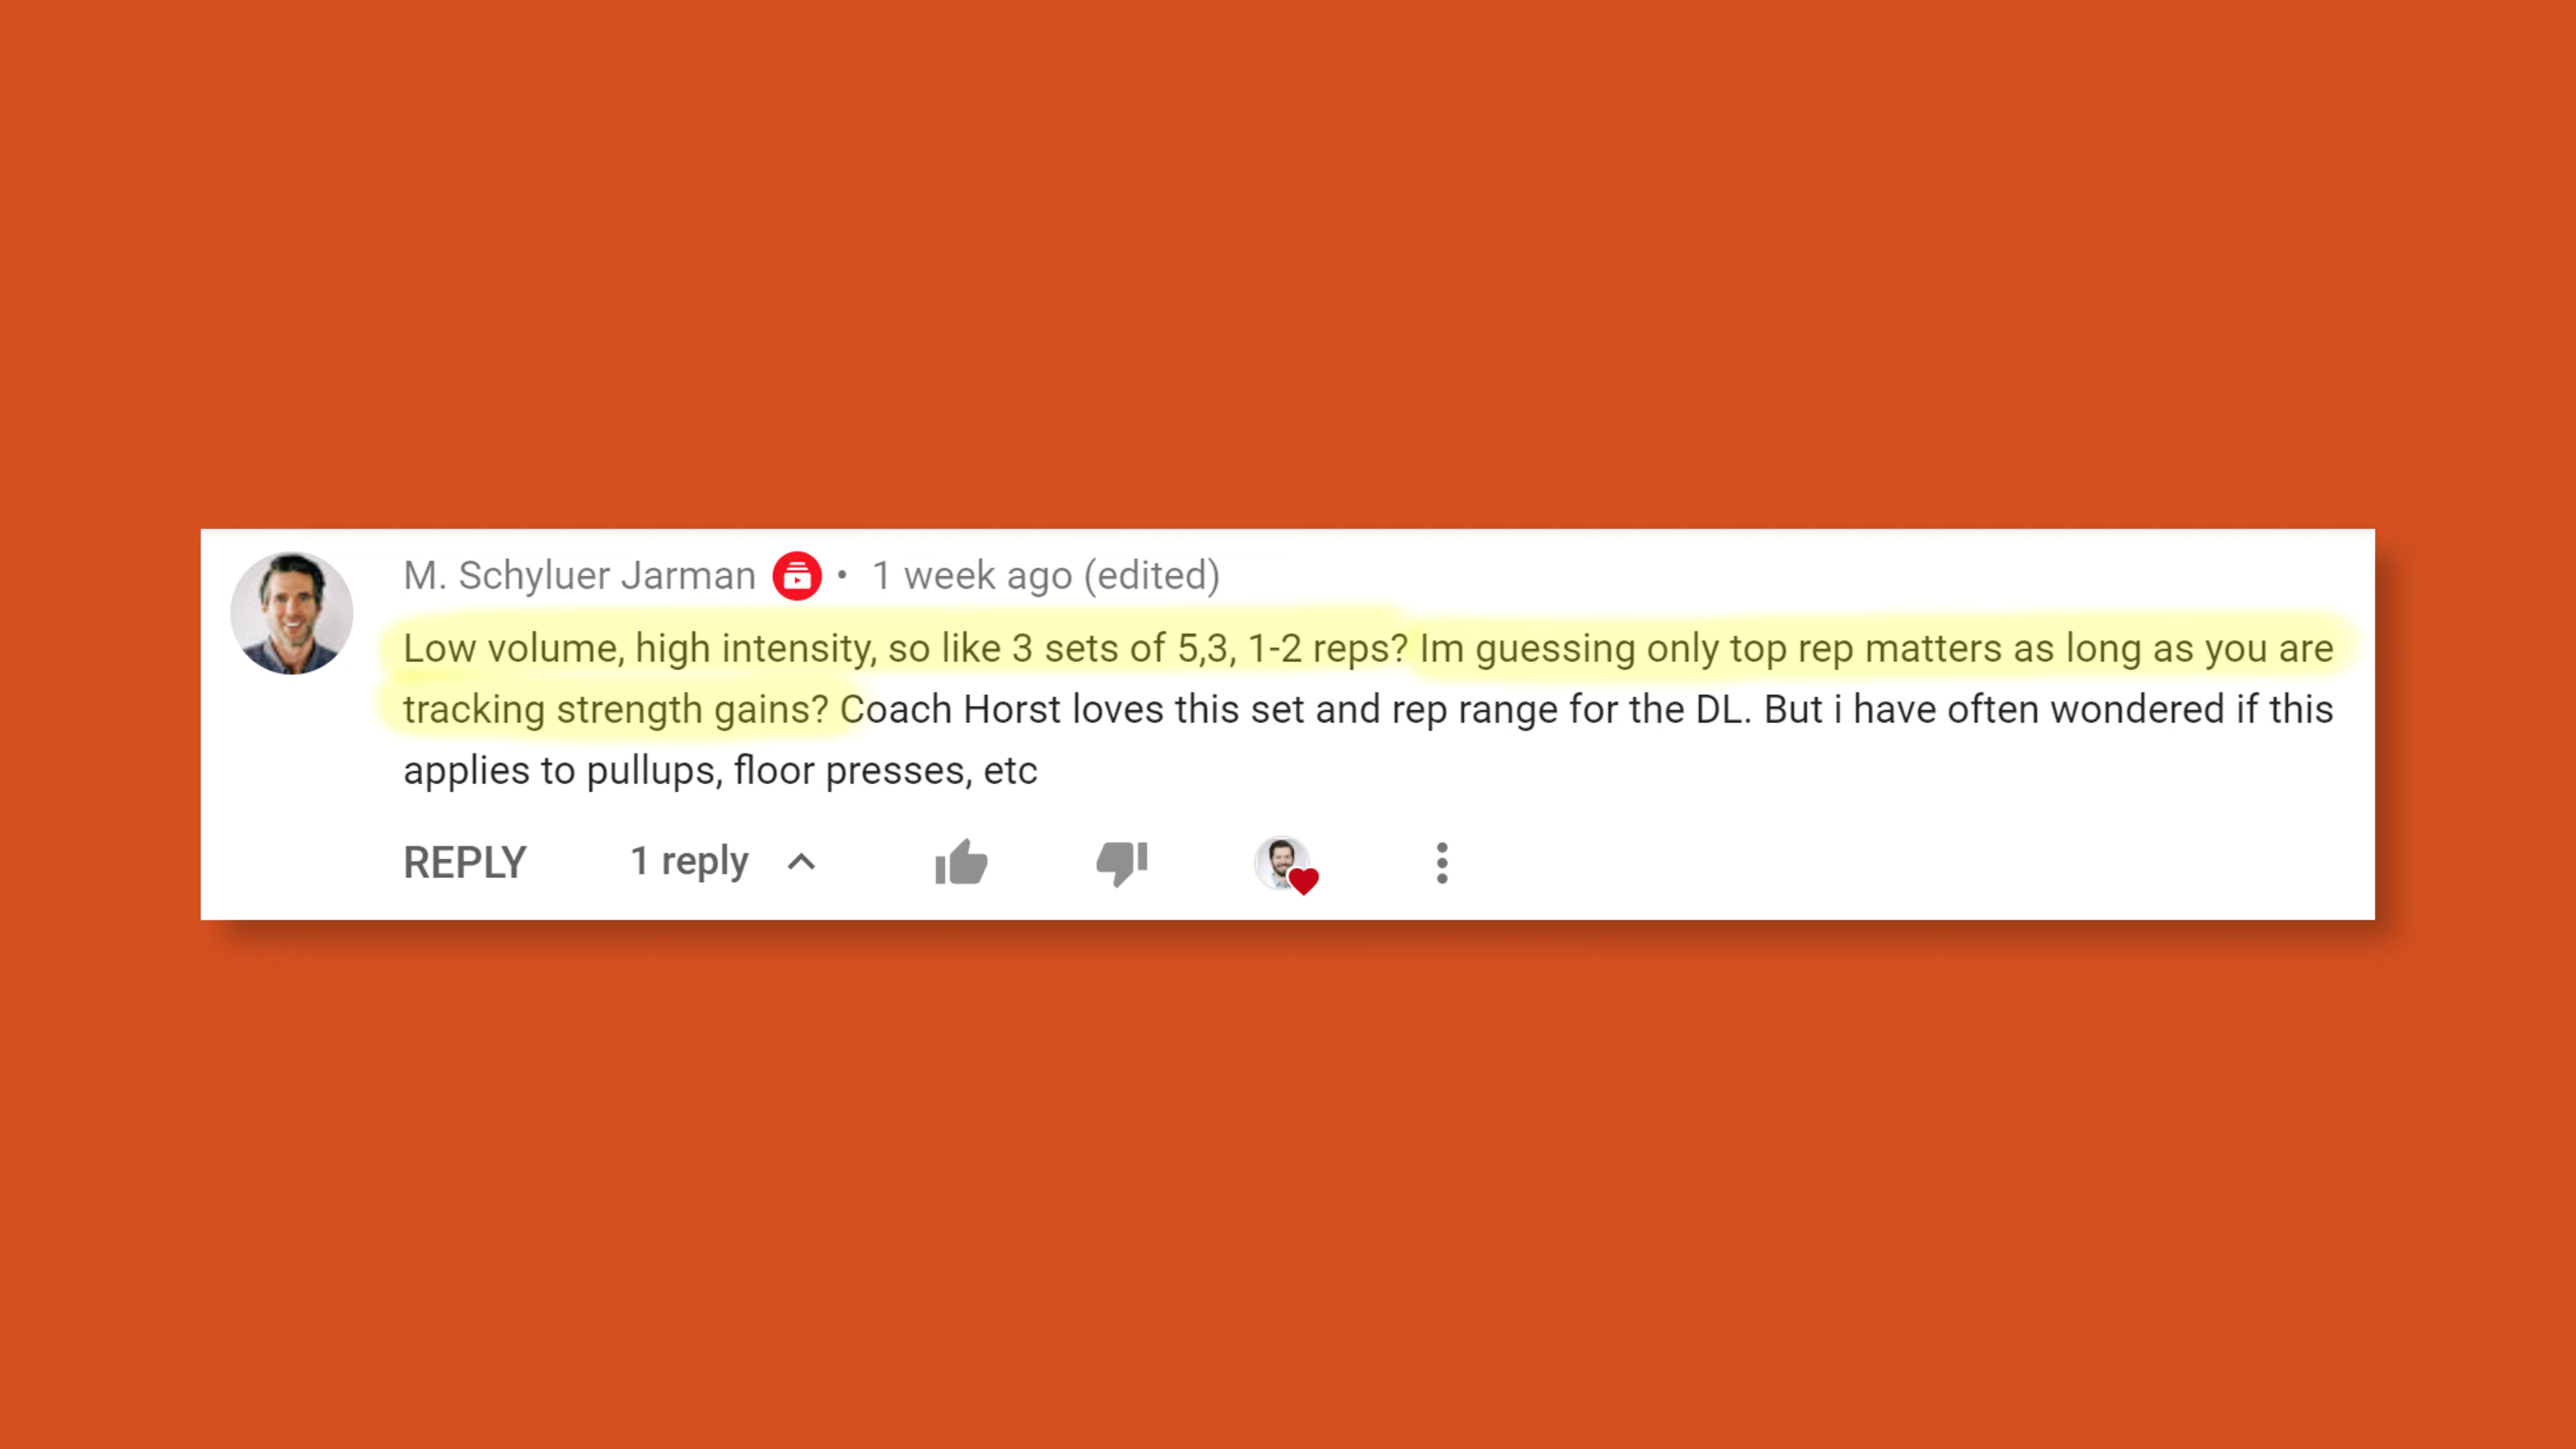 M. Schyluer Jarman • 1 week ago (edited)
Low volume, high intensity, so like 3 sets of 5,3, 1-2 reps? Im guessing only top rep matters as long as you are
tracking strength gains? Coach Horst loves this set and rep range for the DL. But i have often wondered if this
applies to pullups, floor presses, etc
REPLY 1 reply